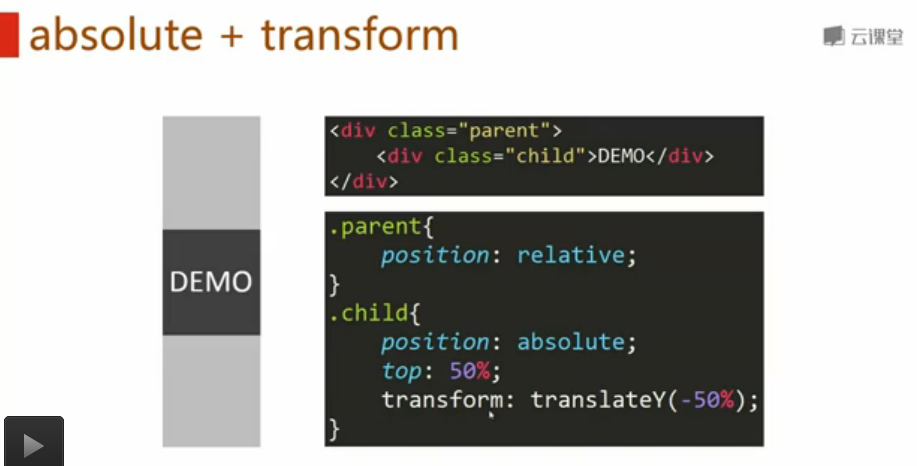 absolute + transform
云课堂
<div class="parent">
    <div class="child">DEMO</div>
</div>
DEMO
.parent{
    position: relative;
}
.child{
    position: absolute;
    top: 50%;
    transform: translateY(-50%);
}